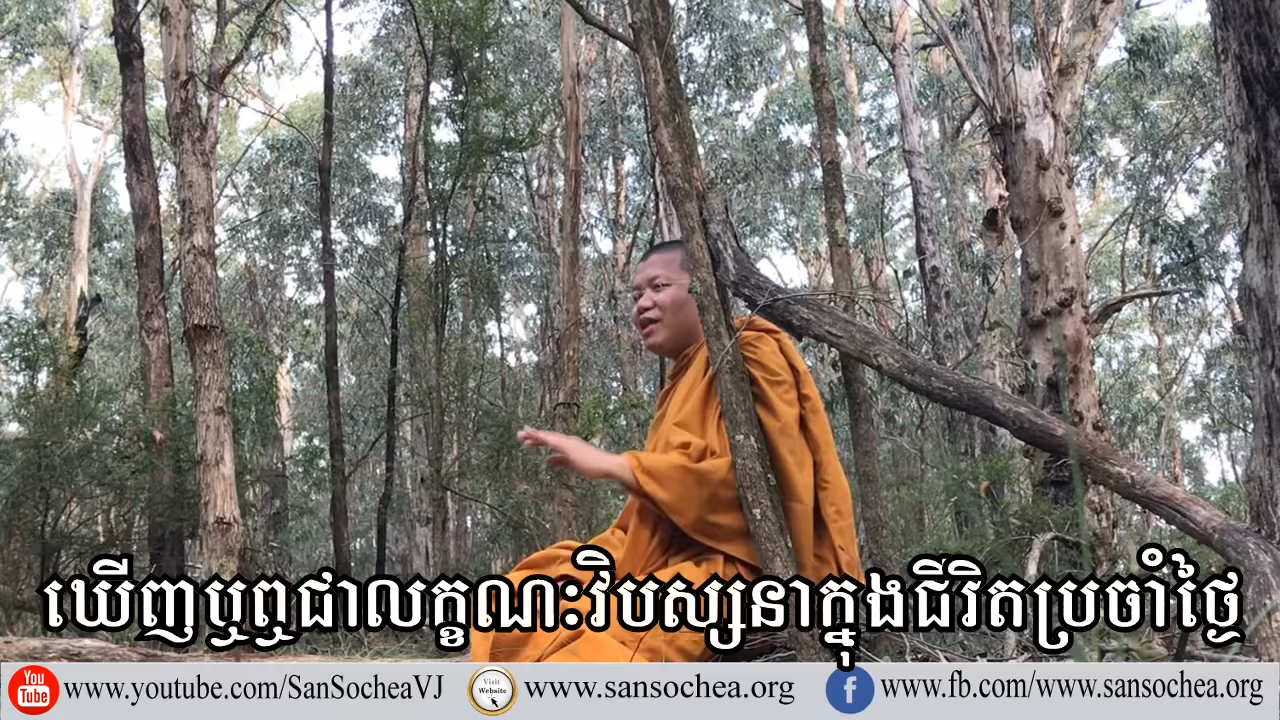 ឃើញឬឮជាលក្ខណៈវិបស្សនាក្នុងជីវិតប្រចាំថ្ងៃ
You Tube www.youtube.com/SanSocheaVJ Visit Website www.sansochea.org f www.fb.com/www.sansochea.org